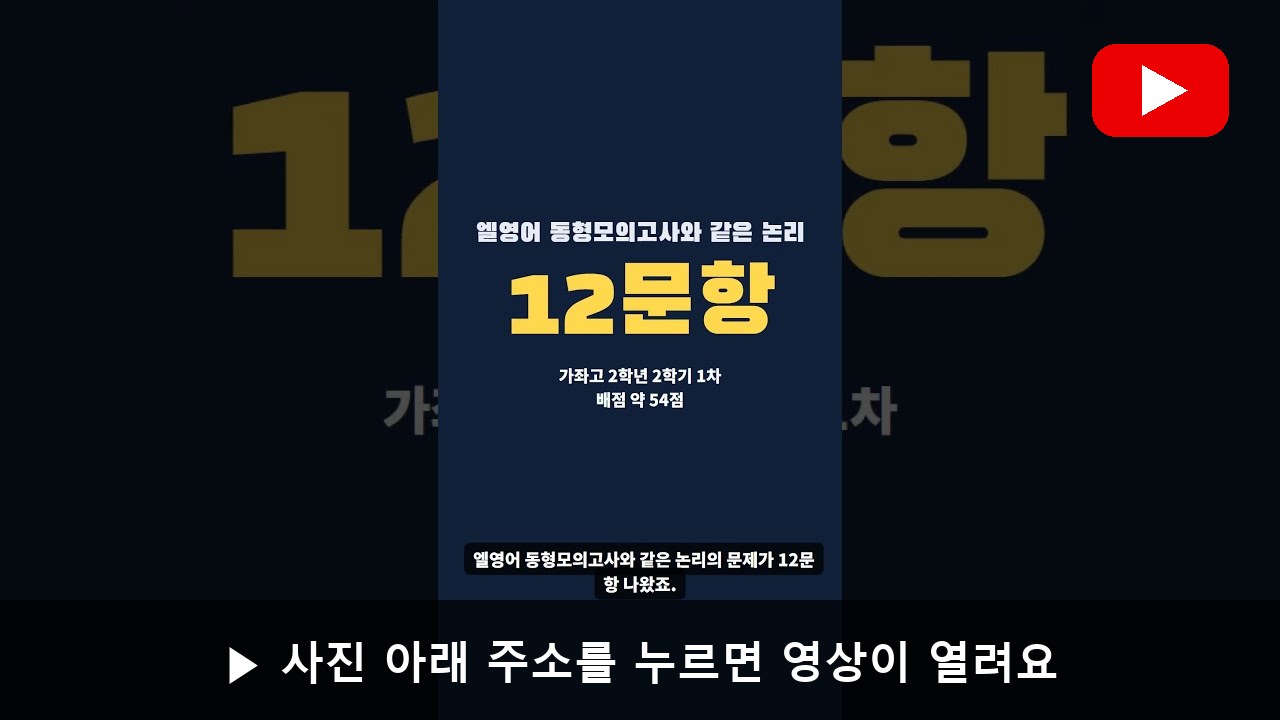 엘영어 동형모의고사와 같은 논리
12문항
가좌고 2학년 2학기 1차
배점 약 54점
엘영어 동형모의고사와 같은 논리의 문제가 12문
항 나왔죠.
▶ 사진 아래 주소를 누르면 영상이 열려요